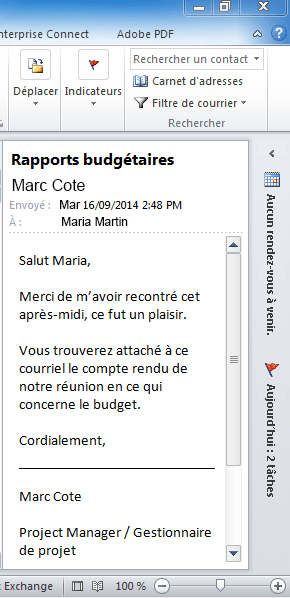 nterprise Connect Adobe PDF
Rechercher un contact
Déplacer
Indicateurs
Carnet d'adresses
Filtre de courrier
Rechercher
Rapports budgétaires
Marc Cote
Envoyé : Mar 16/09/2014 2:48 PM
À : Maria Martin
Salut Maria,
Merci de m'avoir recontré cet
après-midi, ce fut un plaisir.
Vous trouverez attaché à ce
courriel le compte rendu de
notre réunion en ce qui
concerne le budget.
Cordialement,
Marc Cote
Project Manager / Gestionnaire
de projet
Aucun rendez-vous à venir.
Aujourd'hui : 2 tâches
t Exchange 100 %